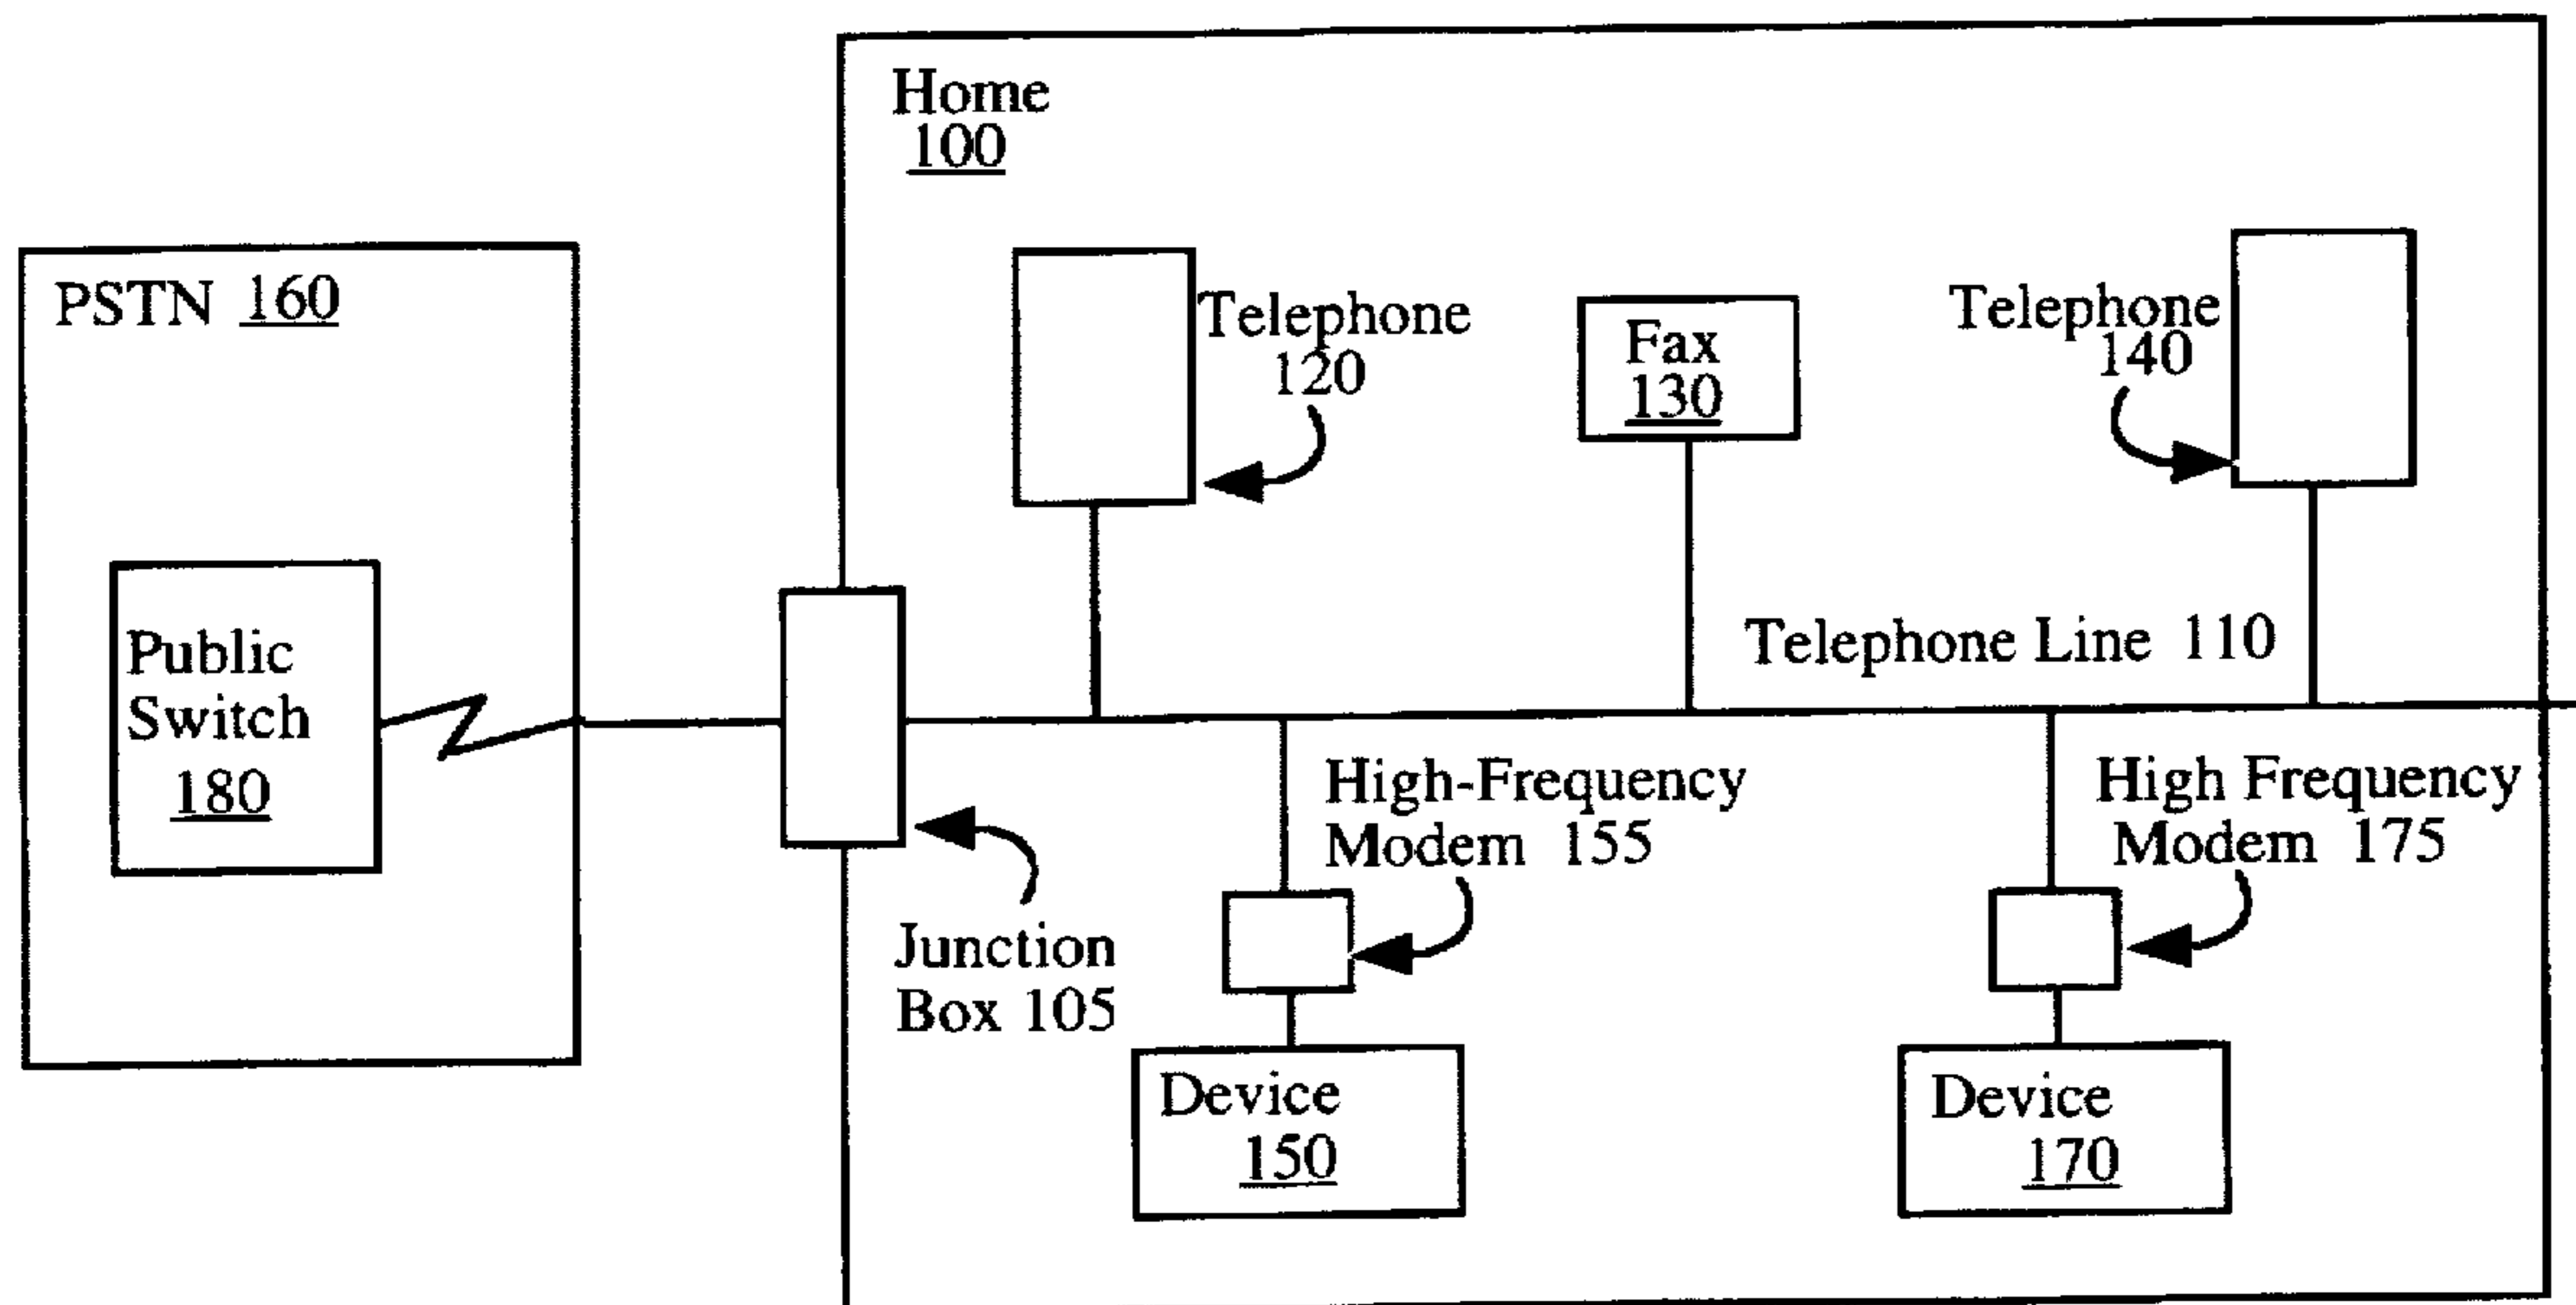 Home
100
PSTN 160
Telephone
120
Fax
130
Telephone
140
Public
Switch
180
Telephone Line 110
High-Frequency
Modem 155
High Frequency
Modem 175
Junction
Box 105
Device
150
Device
170